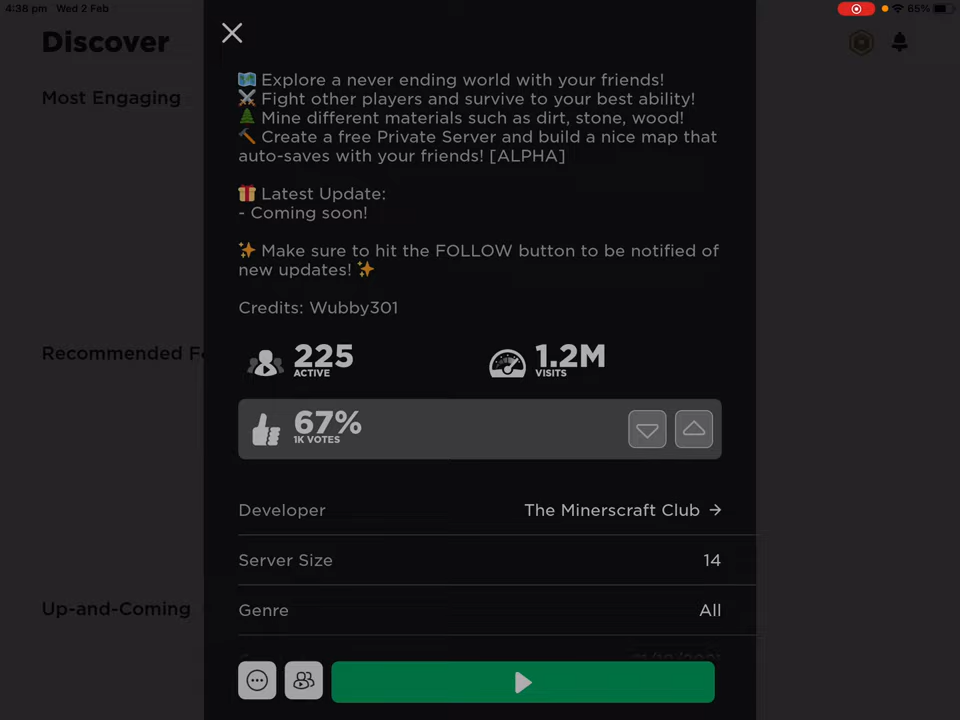 4:38 pm Wed 2 Feb
65%
Discover
Most Engaging
Explore a never ending world with your friends!
Fight other players and survive to your best ability!
Mine different materials such as dirt, stone, wood!
Create a free Private Server and build a nice map that
auto-saves with your friends! [ALPHA]
Latest Update:
- Coming soon!
Make sure to hit the FOLLOW button to be notified of
new updates!
Credits: Wubby301
Recommended Fo
225
ACTIVE
1.2M
VISITS
67%
1K VOTES
Developer
The Minerscraft Club
Server Size
14
Up-and-Coming
Genre
All